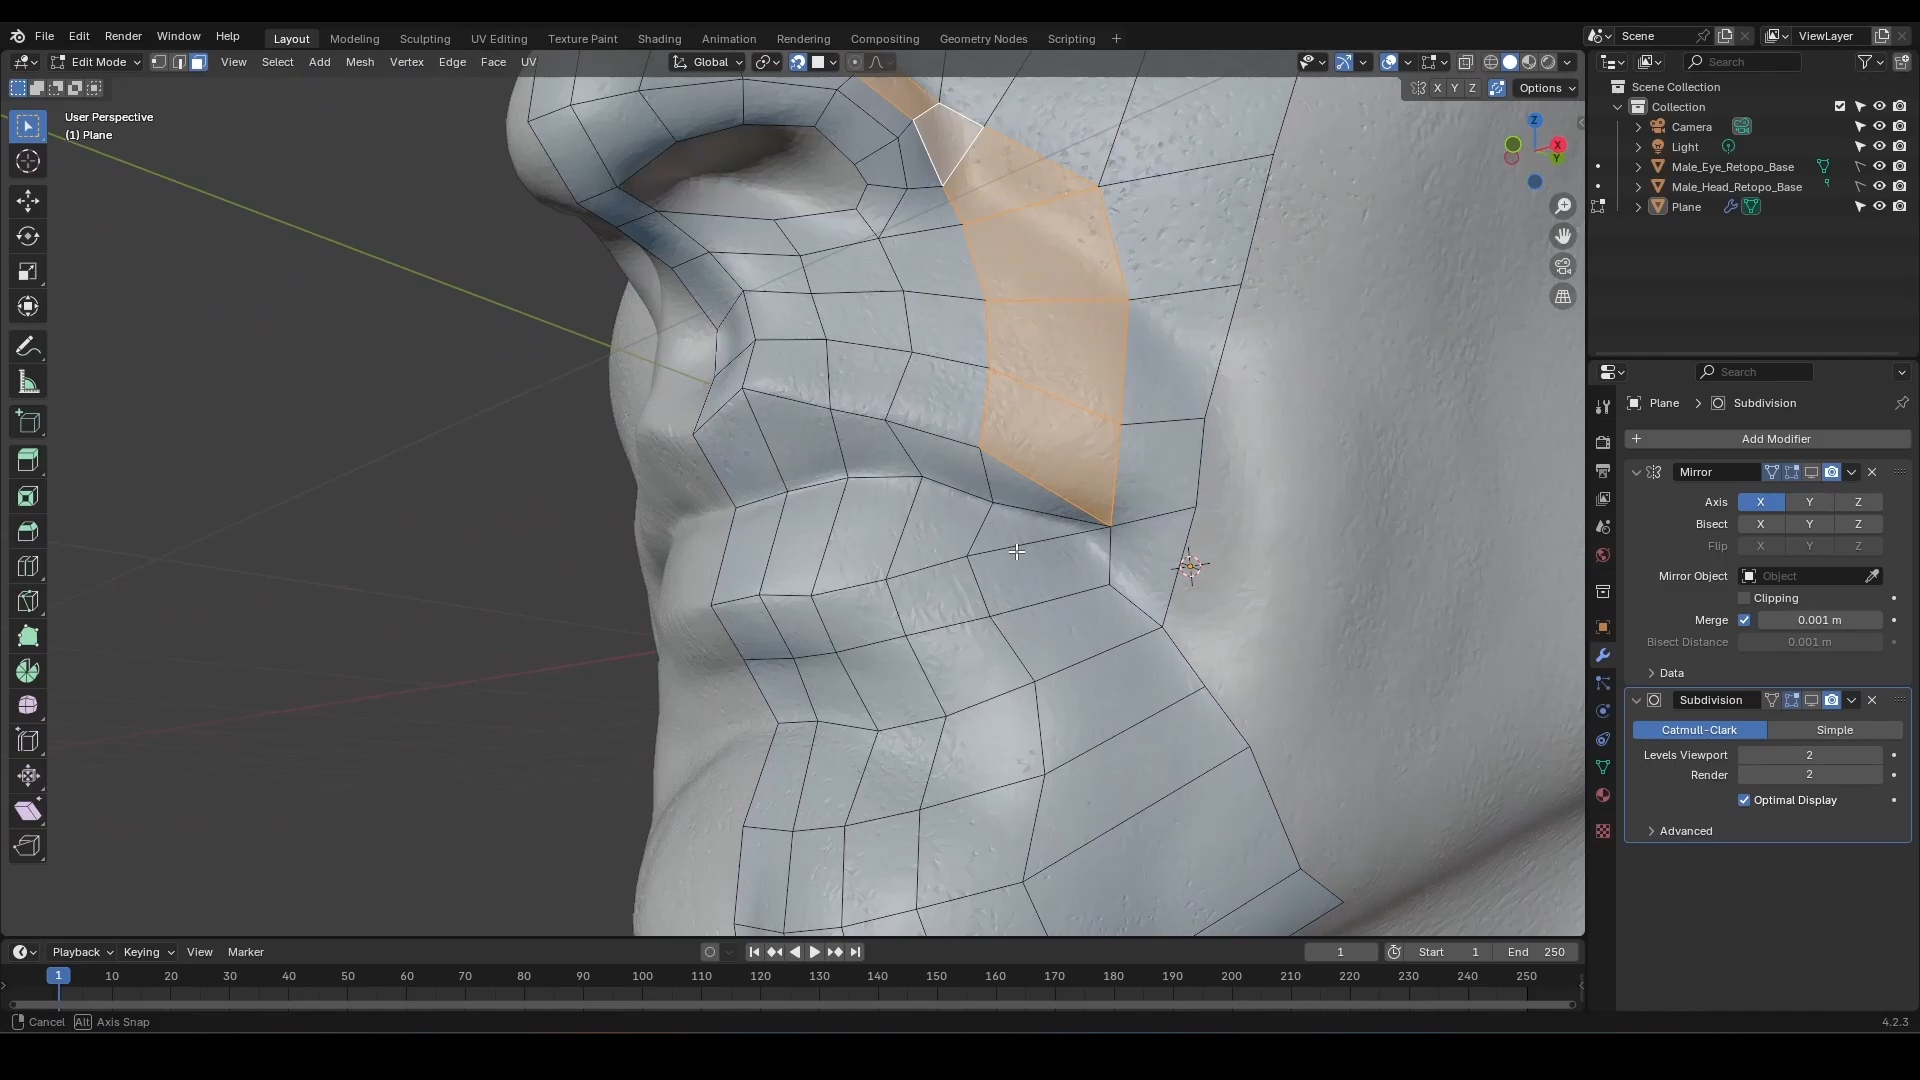 File Edit Render Window Help Layout Modeling Sculpting UV Editing Texture Paint Shading Animation Rendering Compositing Geometry Nodes Scripting + Scene ViewLayer
Edit Mode View Select Add Mesh Vertex Edge Face UV Global Search
X Y Z Options
User Perspective
(1) Plane
Z
X
Y
Scene Collection
Collection
Camera
Light
Male_Eye_Retopo_Base
Male_Head_Retopo_Base
Plane
Search
Plane > Subdivision
+ Add Modifier
Mirror
Axis X Y Z
Bisect X Y Z
Flip X Y Z
Mirror Object Object
Clipping
Merge 0.001 m
Bisect Distance 0.001 m
Data
Subdivision
Catmull-Clark Simple
Levels Viewport 2
Render 2
Optimal Display
Advanced
Playback Keying View Marker 1 Start 1 End 250
1 10 20 30 40 50 60 70 80 90 100 110 120 130 140 150 160 170 180 190 200 210 220 230 240 250
Cancel Alt Axis Snap 4.2.3